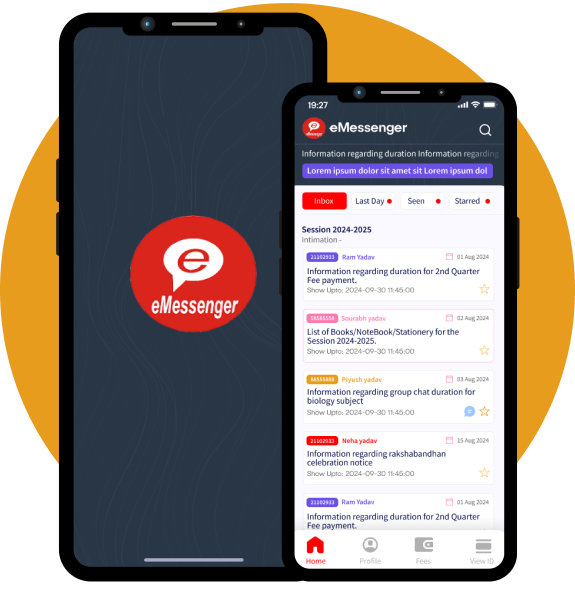 e
eMessenger
19:27
eMessenger
Information regarding duration Information regarding
Lorem ipsum dolor sit amet sit Lorem ipsum dol
Inbox
Last Day
Seen
Starred
Session 2024-2025
Intimation -
21102933 Ram Yadav 01 Aug 2024
Information regarding duration for 2nd Quarter
Fee payment.
Show Upto: 2024-09-30 11:45:00
Sourabh yadav 02 Aug 2024
List of Books/NoteBook/Stationery for the
Session 2024-2025.
Show Upto: 2024-09-30 11:45:00
Piyush yadav 03 Aug 2024
Information regarding group chat duration for
biology subject
Show Upto: 2024-09-30 11:45:00
21102933 Neha yadav 15 Aug 2024
Information regarding rakshabandhan
celebration notice
Show Upto: 2024-09-30 11:45:00
21102933 Ram Yadav 01 Aug 2024
Information regarding duration for 2nd Quarter
Fee payment.
Home
Profile
Fees
View ID